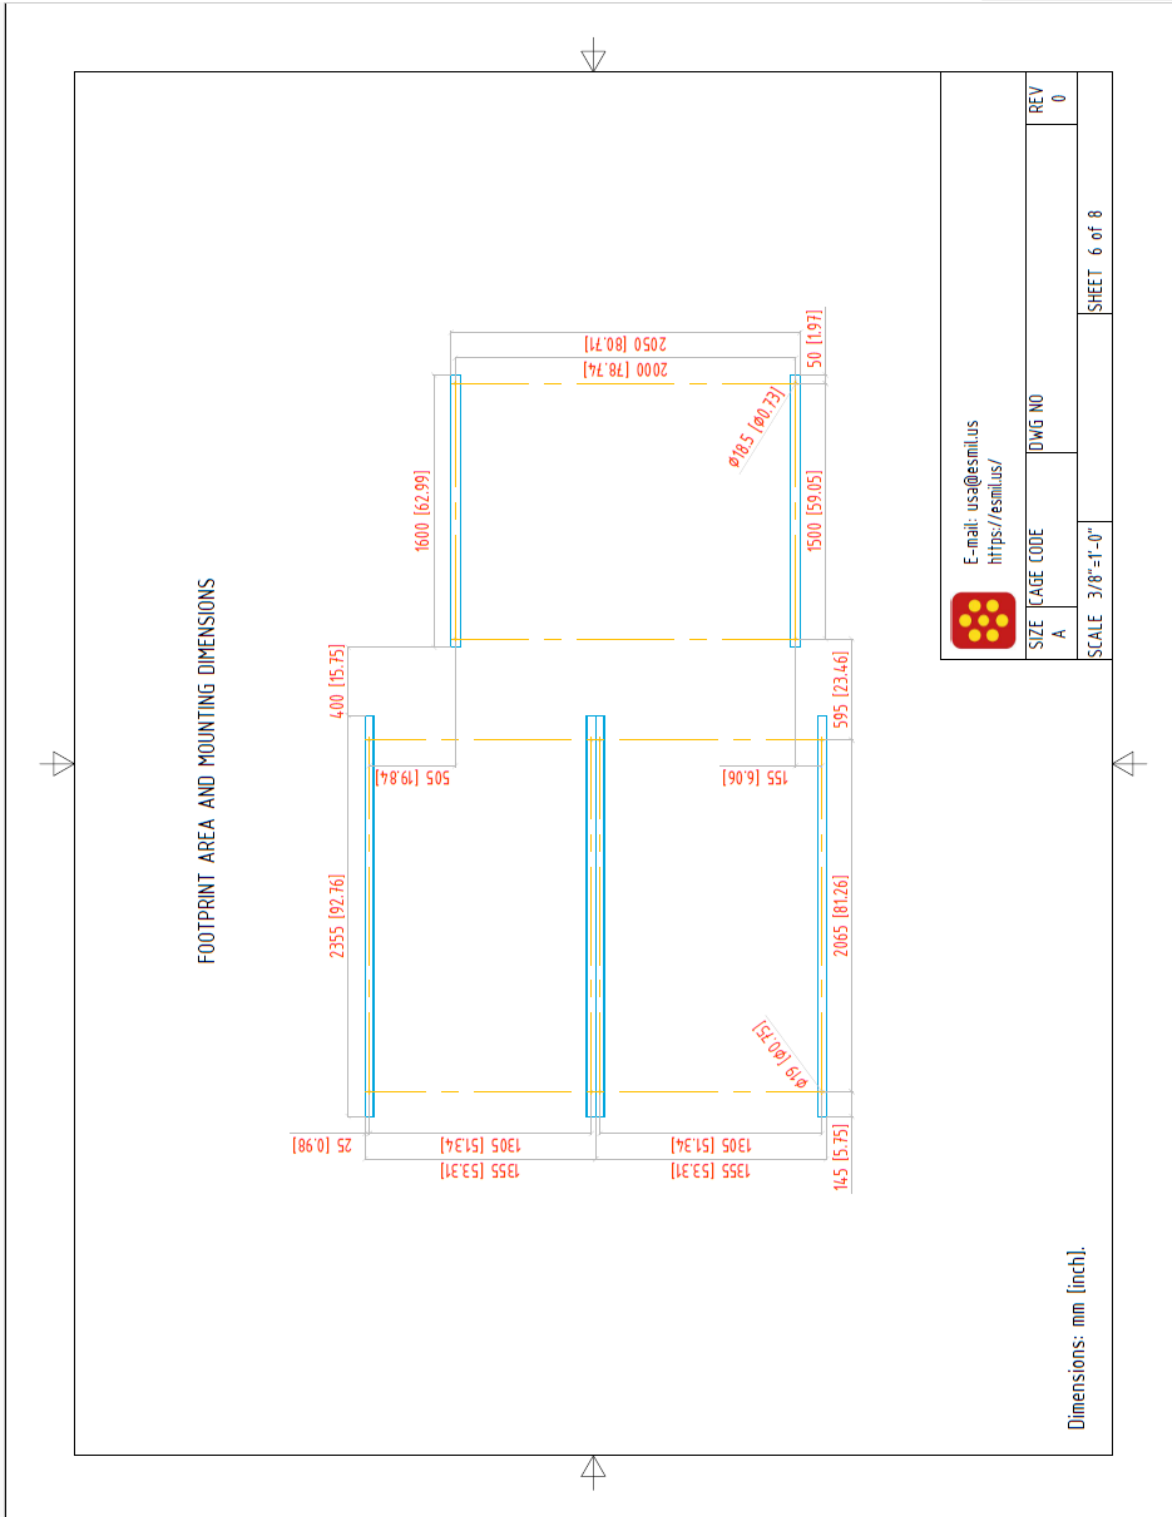 FOOTPRINT AREA AND MOUNTING DIMENSIONS
2355 [92.76]
400 [15.75]
1600 [62.99]
25 [0.98]
1305 [51.34]
1355 [53.31]
1305 [51.34]
1355 [53.31]
505 [19.84]
155 [6.06]
2000 [78.74]
2050 [80.71]
Ø19 [Ø0.75]
Ø18.5 [Ø0.73]
145 [5.75]
2065 [81.26]
595 [23.46]
1500 [59.05]
50 [1.97]
E-mail: usa@esmil.us
https://esmil.us/
SIZE
A
CAGE CODE
DWG NO
REV
0
SCALE 3/8"=1'-0"
SHEET 6 of 8
Dimensions: mm [inch].